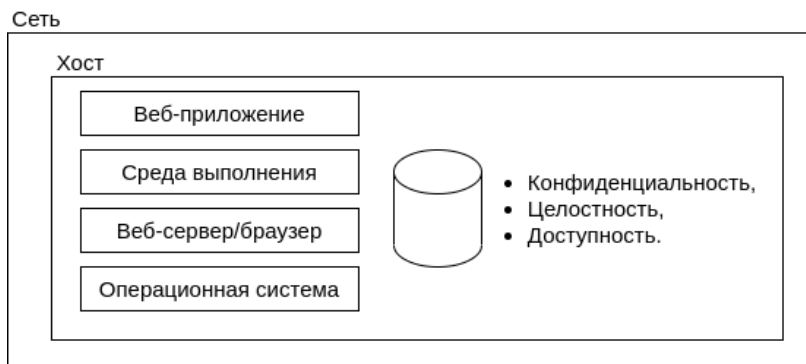 Сеть
Хост
Веб-приложение
Среда выполнения
Веб-сервер/браузер
Операционная система
• Конфиденциальность,
• Целостность,
• Доступность.